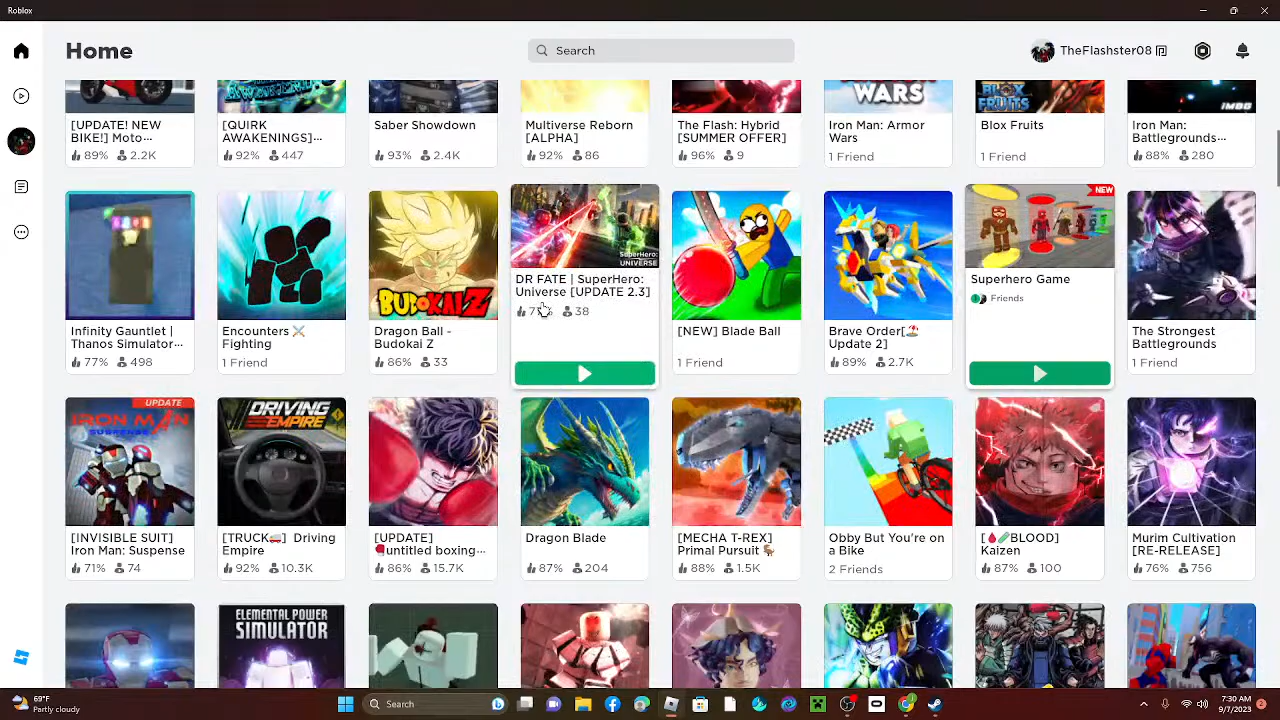 Roblox
Home
Search
TheFlashster08
WARS
BLOX
FRUITS
[UPDATE! NEW
BIKE!] Moto...
89% 2.2K
[QUIRK
AWAKENINGS]...
92% 447
Saber Showdown
93% 2.4K
Multiverse Reborn
[ALPHA]
92% 86
The Flash: Hybrid
[SUMMER OFFER]
96% 9
Iron Man: Armor
Wars
1 Friend
Blox Fruits
1 Friend
Iron Man:
Battlegrounds...
88% 280
BUDOKAI Z
SUPERHERO:
UNIVERSE
NEW
Infinity Gauntlet |
Thanos Simulator...
77% 498
Encounters ⚔️
Fighting
1 Friend
Dragon Ball -
Budokai Z
86% 33
DR FATE | SuperHero:
Universe [UPDATE 2.3]
38
[NEW] Blade Ball
1 Friend
Brave Order[🏖️
Update 2]
89% 2.7K
Superhero Game
Friends
The Strongest
Battlegrounds
1 Friend
UPDATE
IRON MAN
SUSPENSE
DRIVING
EMPIRE
[INVISIBLE SUIT]
Iron Man: Suspense
71% 74
[TRUCK🚛] Driving
Empire
92% 10.3K
[UPDATE]
🥊untitled boxing...
86% 15.7K
Dragon Blade
87% 204
[MECHA T-REX]
Primal Pursuit 🦖
88% 1.5K
Obby But You're on
a Bike
2 Friends
[🩸🧪BLOOD]
Kaizen
87% 100
Murim Cultivation
[RE-RELEASE]
76% 756
ELEMENTAL POWER
SIMULATOR
69°F
Partly cloudy
Search
7:30 AM
9/7/2023
2